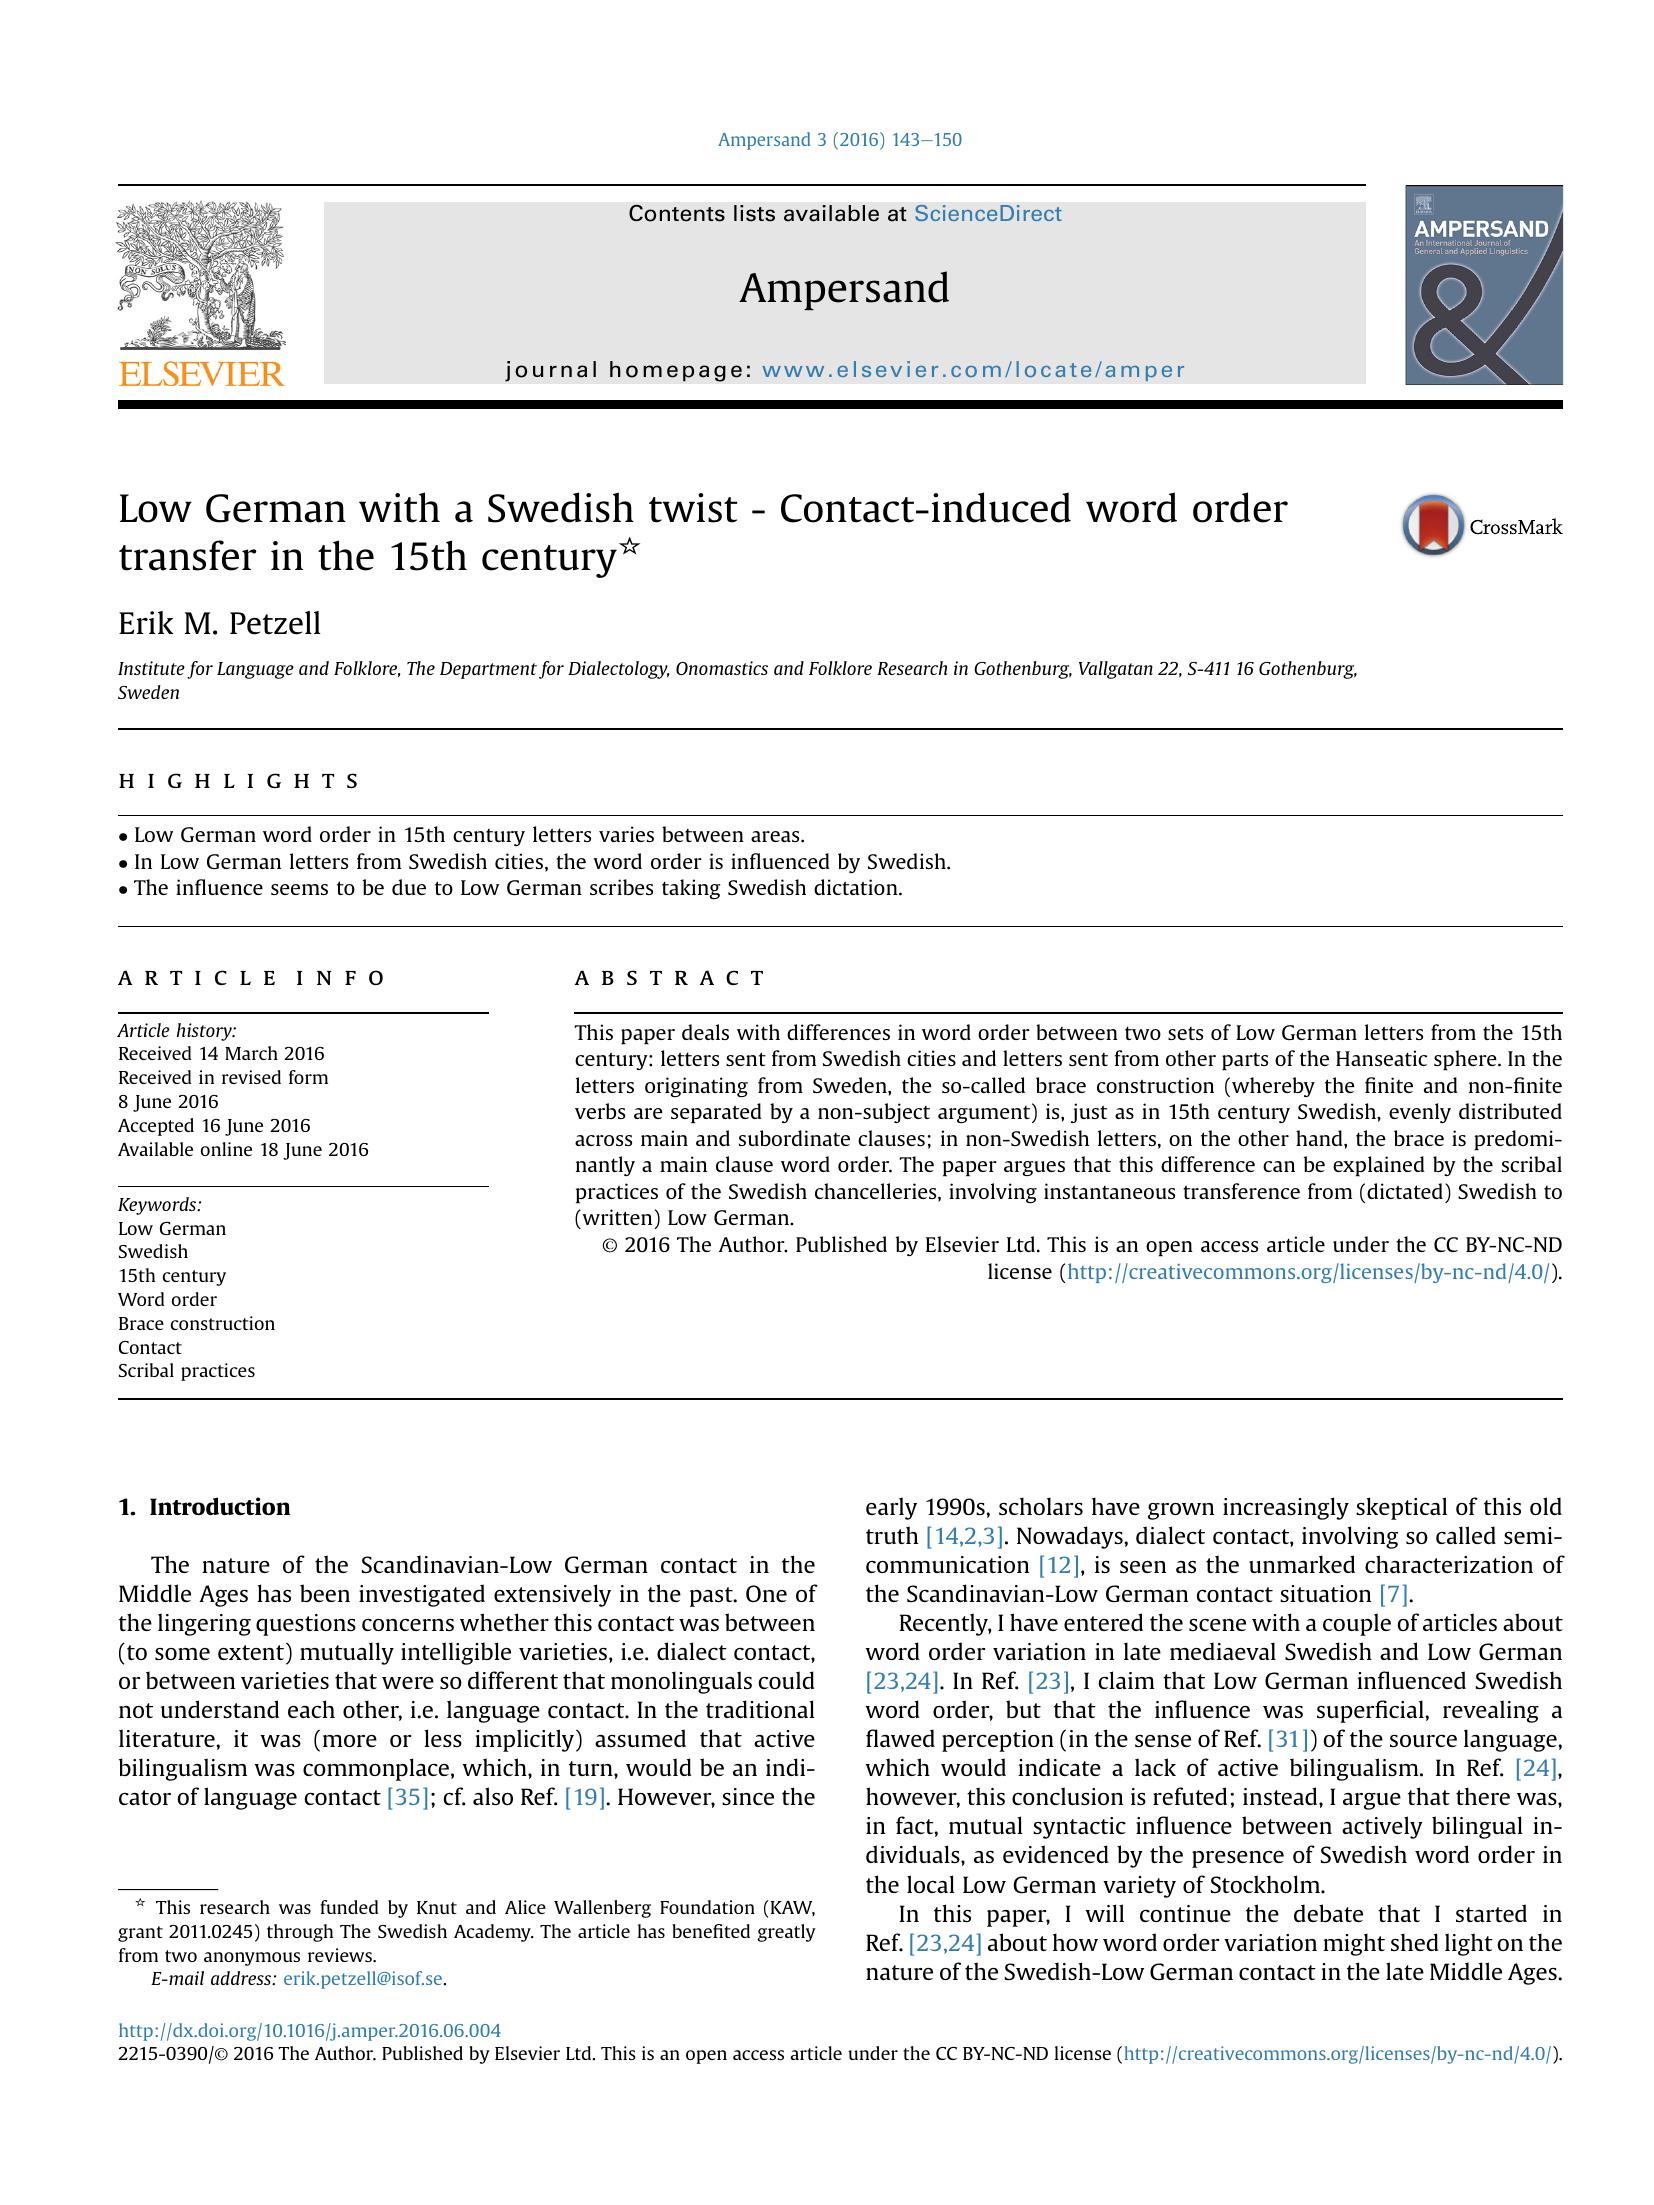 Ampersand 3 (2016) 143–150
Contents lists available at ScienceDirect
Ampersand
journal homepage: www.elsevier.com/locate/amper
NON SOLUS
ELSEVIER
AMPERSAND
An International Journal of
General and Applied Linguistics
&
Low German with a Swedish twist - Contact-induced word order
transfer in the 15th century☆
CrossMark
Erik M. Petzell
Institute for Language and Folklore, The Department for Dialectology, Onomastics and Folklore Research in Gothenburg, Vallgatan 22, S-411 16 Gothenburg,
Sweden
HIGHLIGHTS
• Low German word order in 15th century letters varies between areas.
• In Low German letters from Swedish cities, the word order is influenced by Swedish.
• The influence seems to be due to Low German scribes taking Swedish dictation.
ARTICLE INFO
Article history:
Received 14 March 2016
Received in revised form
8 June 2016
Accepted 16 June 2016
Available online 18 June 2016
Keywords:
Low German
Swedish
15th century
Word order
Brace construction
Contact
Scribal practices
ABSTRACT
This paper deals with differences in word order between two sets of Low German letters from the 15th
century: letters sent from Swedish cities and letters sent from other parts of the Hanseatic sphere. In the
letters originating from Sweden, the so-called brace construction (whereby the finite and non-finite
verbs are separated by a non-subject argument) is, just as in 15th century Swedish, evenly distributed
across main and subordinate clauses; in non-Swedish letters, on the other hand, the brace is predomi-
nantly a main clause word order. The paper argues that this difference can be explained by the scribal
practices of the Swedish chancelleries, involving instantaneous transference from (dictated) Swedish to
(written) Low German.
© 2016 The Author. Published by Elsevier Ltd. This is an open access article under the CC BY-NC-ND
license (http://creativecommons.org/licenses/by-nc-nd/4.0/).
1. Introduction
The nature of the Scandinavian-Low German contact in the
Middle Ages has been investigated extensively in the past. One of
the lingering questions concerns whether this contact was between
(to some extent) mutually intelligible varieties, i.e. dialect contact,
or between varieties that were so different that monolinguals could
not understand each other, i.e. language contact. In the traditional
literature, it was (more or less implicitly) assumed that active
bilingualism was commonplace, which, in turn, would be an indi-
cator of language contact [35]; cf. also Ref. [19]. However, since the
☆ This research was funded by Knut and Alice Wallenberg Foundation (KAW,
grant 2011.0245) through The Swedish Academy. The article has benefited greatly
from two anonymous reviews.
E-mail address: erik.petzell@isof.se.
early 1990s, scholars have grown increasingly skeptical of this old
truth [14,2,3]. Nowadays, dialect contact, involving so called semi-
communication [12], is seen as the unmarked characterization of
the Scandinavian-Low German contact situation [7].
Recently, I have entered the scene with a couple of articles about
word order variation in late mediaeval Swedish and Low German
[23,24]. In Ref. [23], I claim that Low German influenced Swedish
word order, but that the influence was superficial, revealing a
flawed perception (in the sense of Ref. [31]) of the source language,
which would indicate a lack of active bilingualism. In Ref. [24],
however, this conclusion is refuted; instead, I argue that there was,
in fact, mutual syntactic influence between actively bilingual in-
dividuals, as evidenced by the presence of Swedish word order in
the local Low German variety of Stockholm.
In this paper, I will continue the debate that I started in
Ref. [23,24] about how word order variation might shed light on the
nature of the Swedish-Low German contact in the late Middle Ages.
http://dx.doi.org/10.1016/j.amper.2016.06.004
2215-0390/© 2016 The Author. Published by Elsevier Ltd. This is an open access article under the CC BY-NC-ND license (http://creativecommons.org/licenses/by-nc-nd/4.0/).